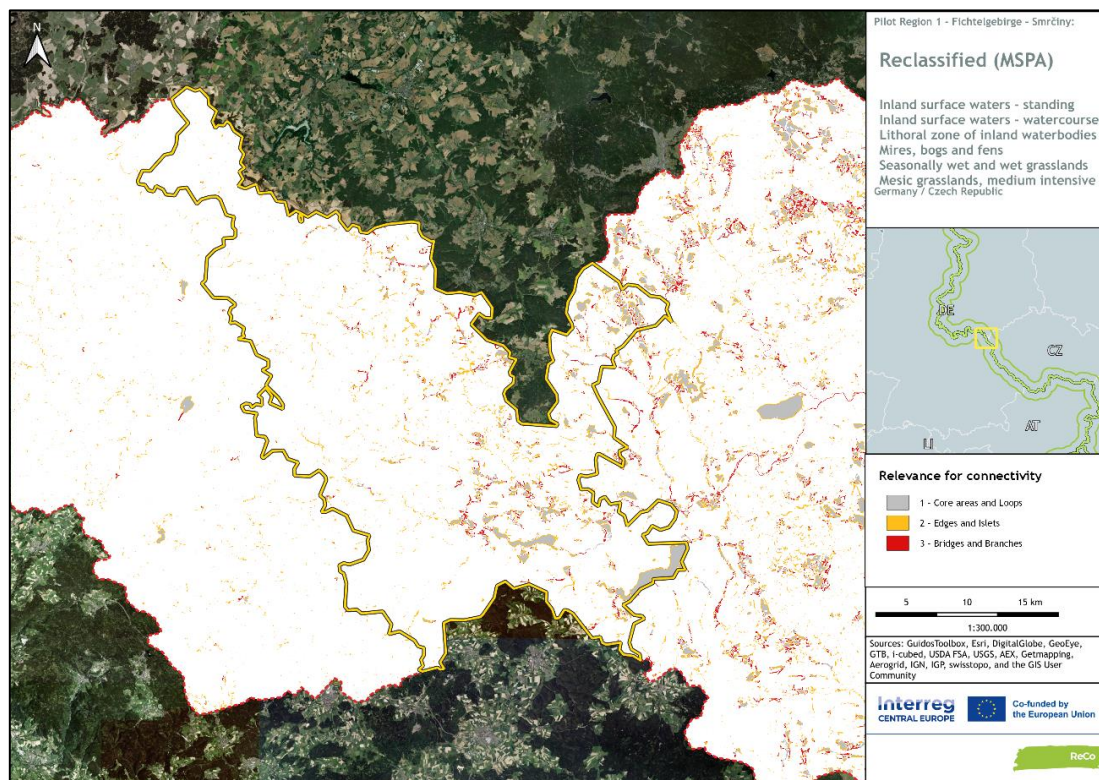 N
Pilot Region 1 - Fichtelgebirge - Smrčiny:
Reclassified (MSPA)
Inland surface waters - standing
Inland surface waters - watercourse
Lithoral zone of inland waterbodies
Mires, bogs and fens
Seasonally wet and wet grasslands
Mesic grasslands, medium intensive
Germany / Czech Republic
DE
CZ
AT
LI
Relevance for connectivity
1 - Core areas and Loops
2 - Edges and Islets
3 - Bridges and Branches
5 10 15 km
1:300.000
Sources: GuidosToolbox, Esri, DigitalGlobe, GeoEye,
GTB, i-cubed, USDA FSA, USGS, AEX, Getmapping,
Aerogrid, IGN, IGP, swisstopo, and the GIS User
Community
Interreg
CENTRAL EUROPE
Co-funded by
the European Union
ReCo